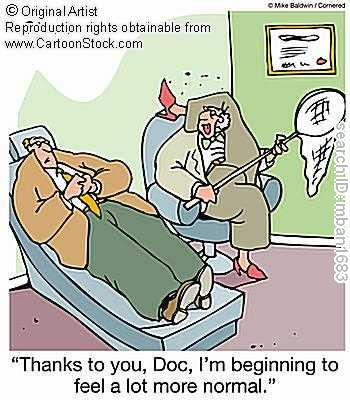 © Original Artist
Reproduction rights obtainable from
www.CartoonStock.com
© Mike Baldwin / Cornered
search ID: mban1683
“Thanks to you, Doc, I’m beginning to
feel a lot more normal.”